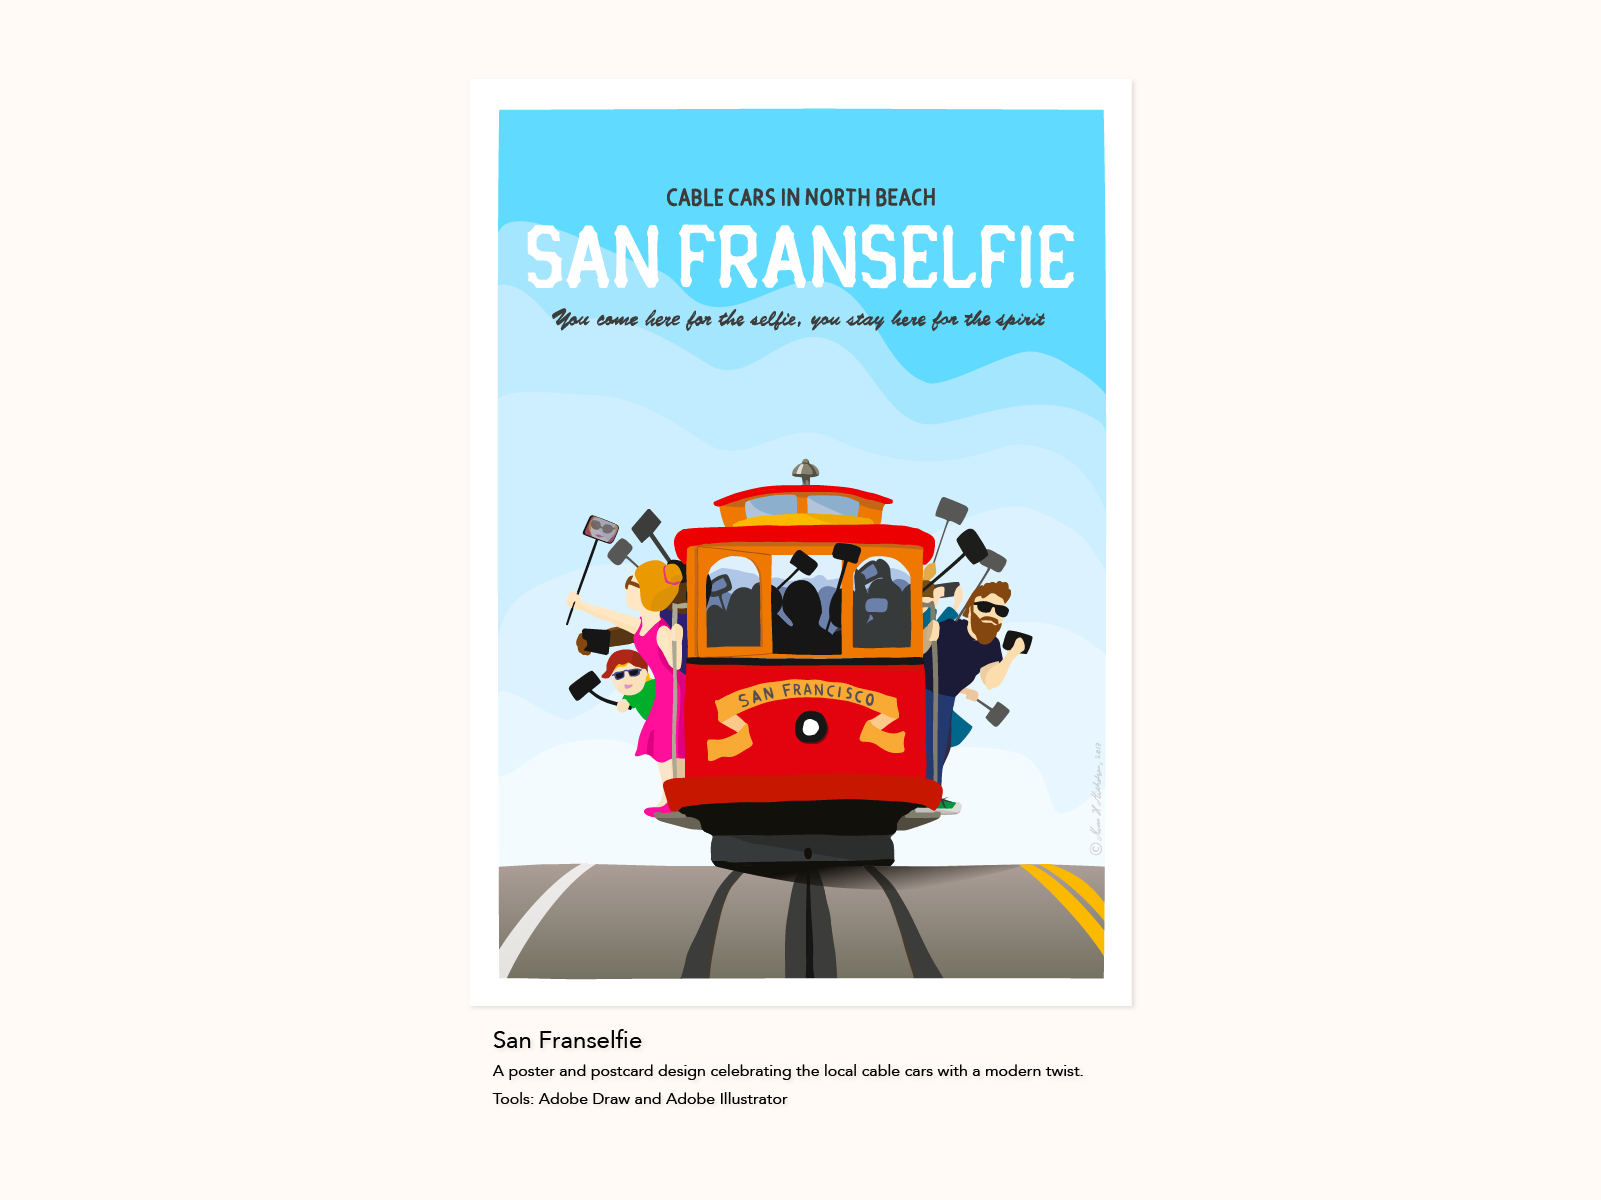 CABLE CARS IN NORTH BEACH
SAN FRANSELFIE
You come here for the selfie, you stay here for the spirit
SAN FRANCISCO
San Franselfie
A poster and postcard design celebrating the local cable cars with a modern twist.
Tools: Adobe Draw and Adobe Illustrator